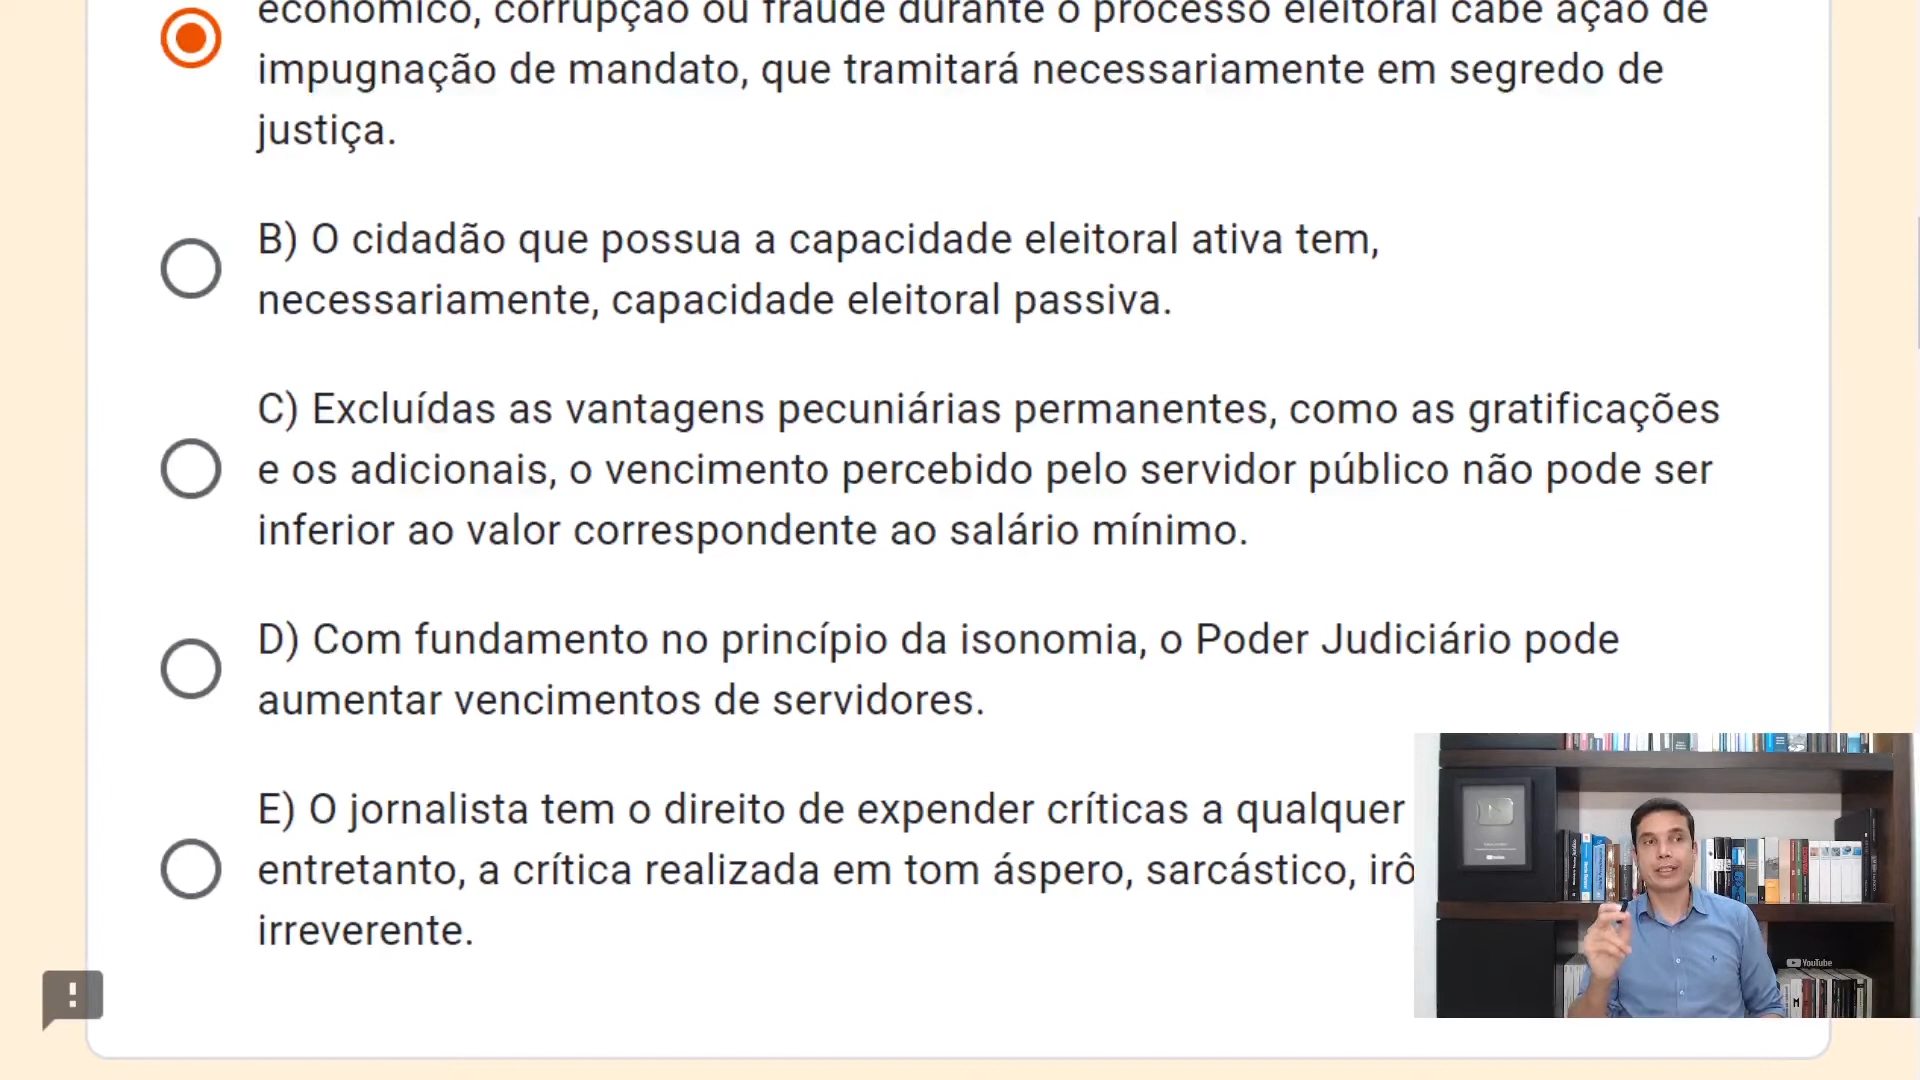 econômico, corrupção ou fraude durante o processo eleitoral cabe ação de
impugnação de mandato, que tramitará necessariamente em segredo de
justiça.
B) O cidadão que possua a capacidade eleitoral ativa tem,
necessariamente, capacidade eleitoral passiva.
C) Excluídas as vantagens pecuniárias permanentes, como as gratificações
e os adicionais, o vencimento percebido pelo servidor público não pode ser
inferior ao valor correspondente ao salário mínimo.
D) Com fundamento no princípio da isonomia, o Poder Judiciário pode
aumentar vencimentos de servidores.
E) O jornalista tem o direito de expender críticas a qualquer
entretanto, a crítica realizada em tom áspero, sarcástico, irô
irreverente.
!
YouTube